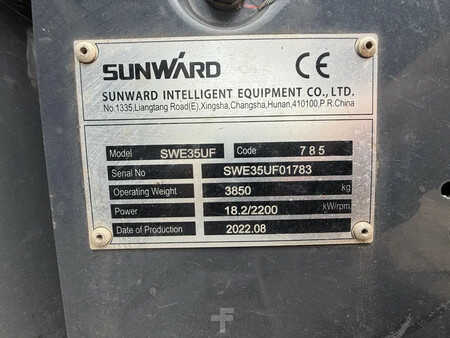 SUNWARD CE
SUNWARD INTELLIGENT EQUIPMENT CO.,LTD.
No.1335,Liangtang Road(E),Xingsha,Changsha,Hunan,410100,P.R.China
Model SWE35UF Code 785
Serial No SWE35UF01783
Operating Weight 3850 kg
Power 18.2/2200 kW/rpm
Date of Production 2022.08